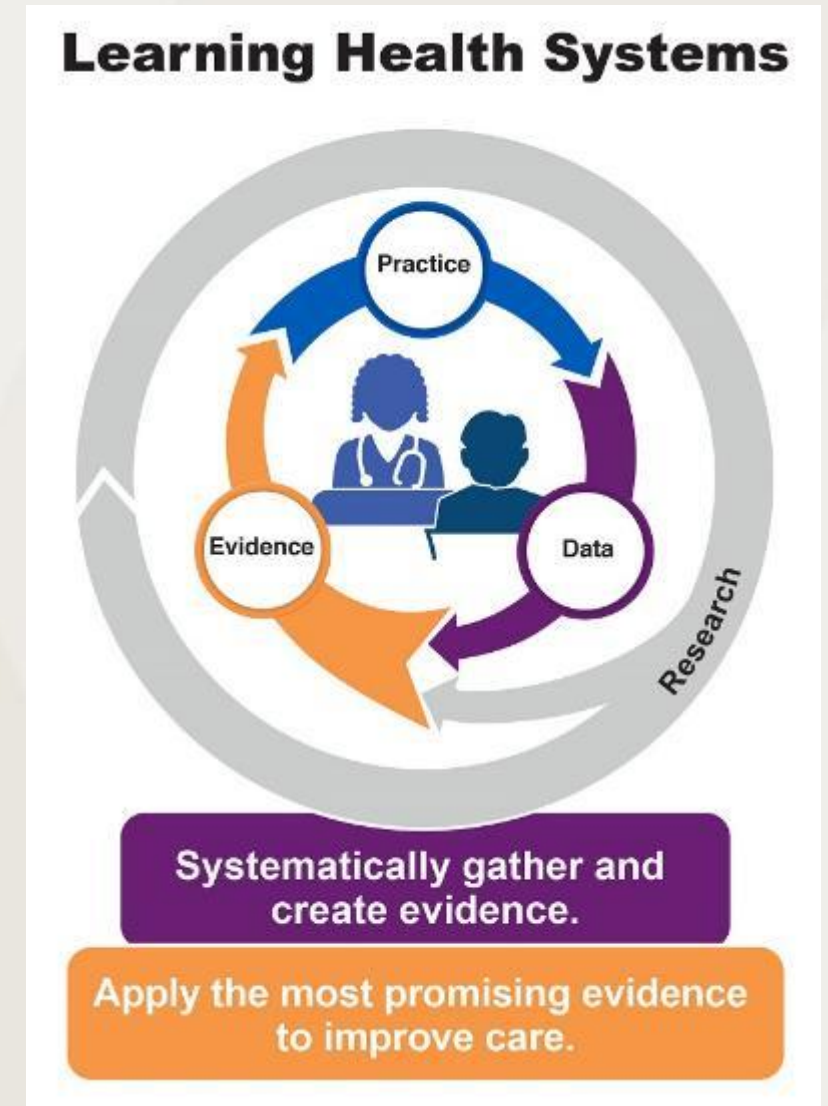 Learning Health Systems
Practice
Evidence
Data
Research
Systematically gather and
create evidence.
Apply the most promising evidence
to improve care.